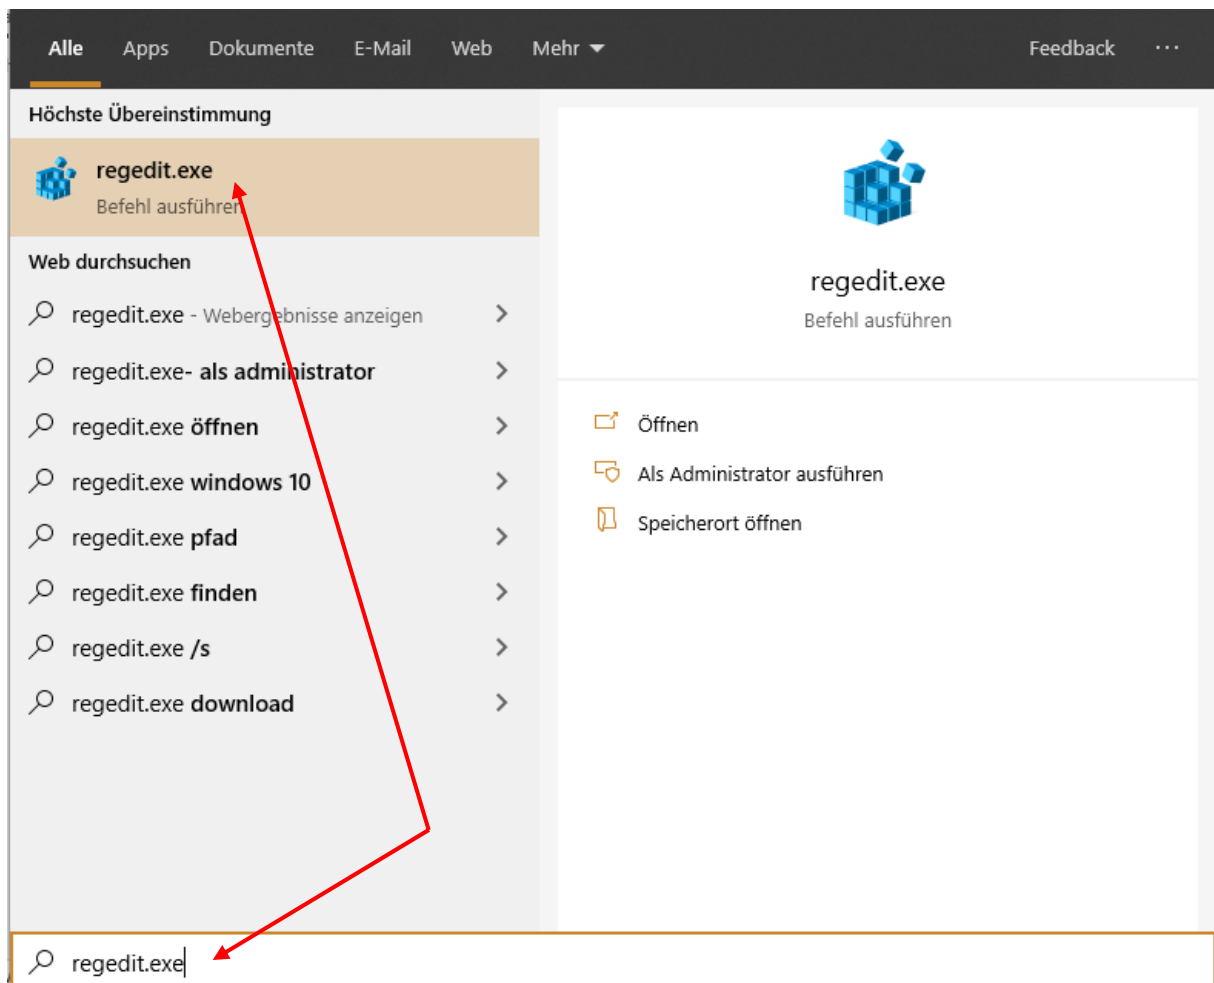 Alle Apps Dokumente E-Mail Web Mehr Feedback ···
Höchste Übereinstimmung
regedit.exe
Befehl ausführen
Web durchsuchen
regedit.exe - Webergebnisse anzeigen
regedit.exe- als administrator
regedit.exe öffnen
regedit.exe windows 10
regedit.exe pfad
regedit.exe finden
regedit.exe /s
regedit.exe download
regedit.exe
Befehl ausführen
Öffnen
Als Administrator ausführen
Speicherort öffnen
regedit.exe